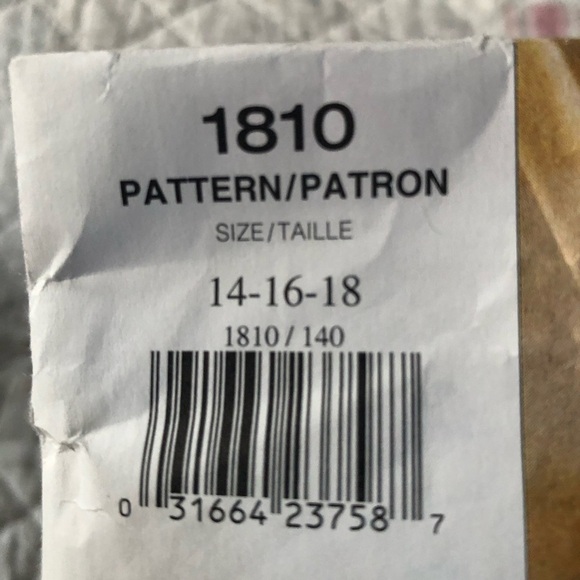 1810
PATTERN/PATRON
SIZE/TAILLE
14-16-18
1810 / 140
0 31664 23758 7